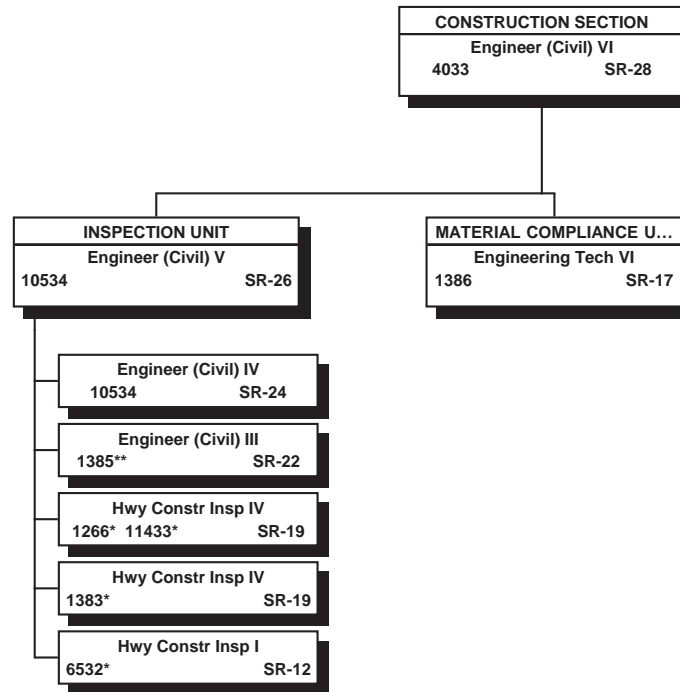 CONSTRUCTION SECTION
Engineer (Civil) VI
4033 SR-28
INSPECTION UNIT
Engineer (Civil) V
10534 SR-26
MATERIAL COMPLIANCE U...
Engineering Tech VI
1386 SR-17
Engineer (Civil) IV
10534 SR-24
Engineer (Civil) III
1385** SR-22
Hwy Constr Insp IV
1266* 11433* SR-19
Hwy Constr Insp IV
1383* SR-19
Hwy Constr Insp I
6532* SR-12